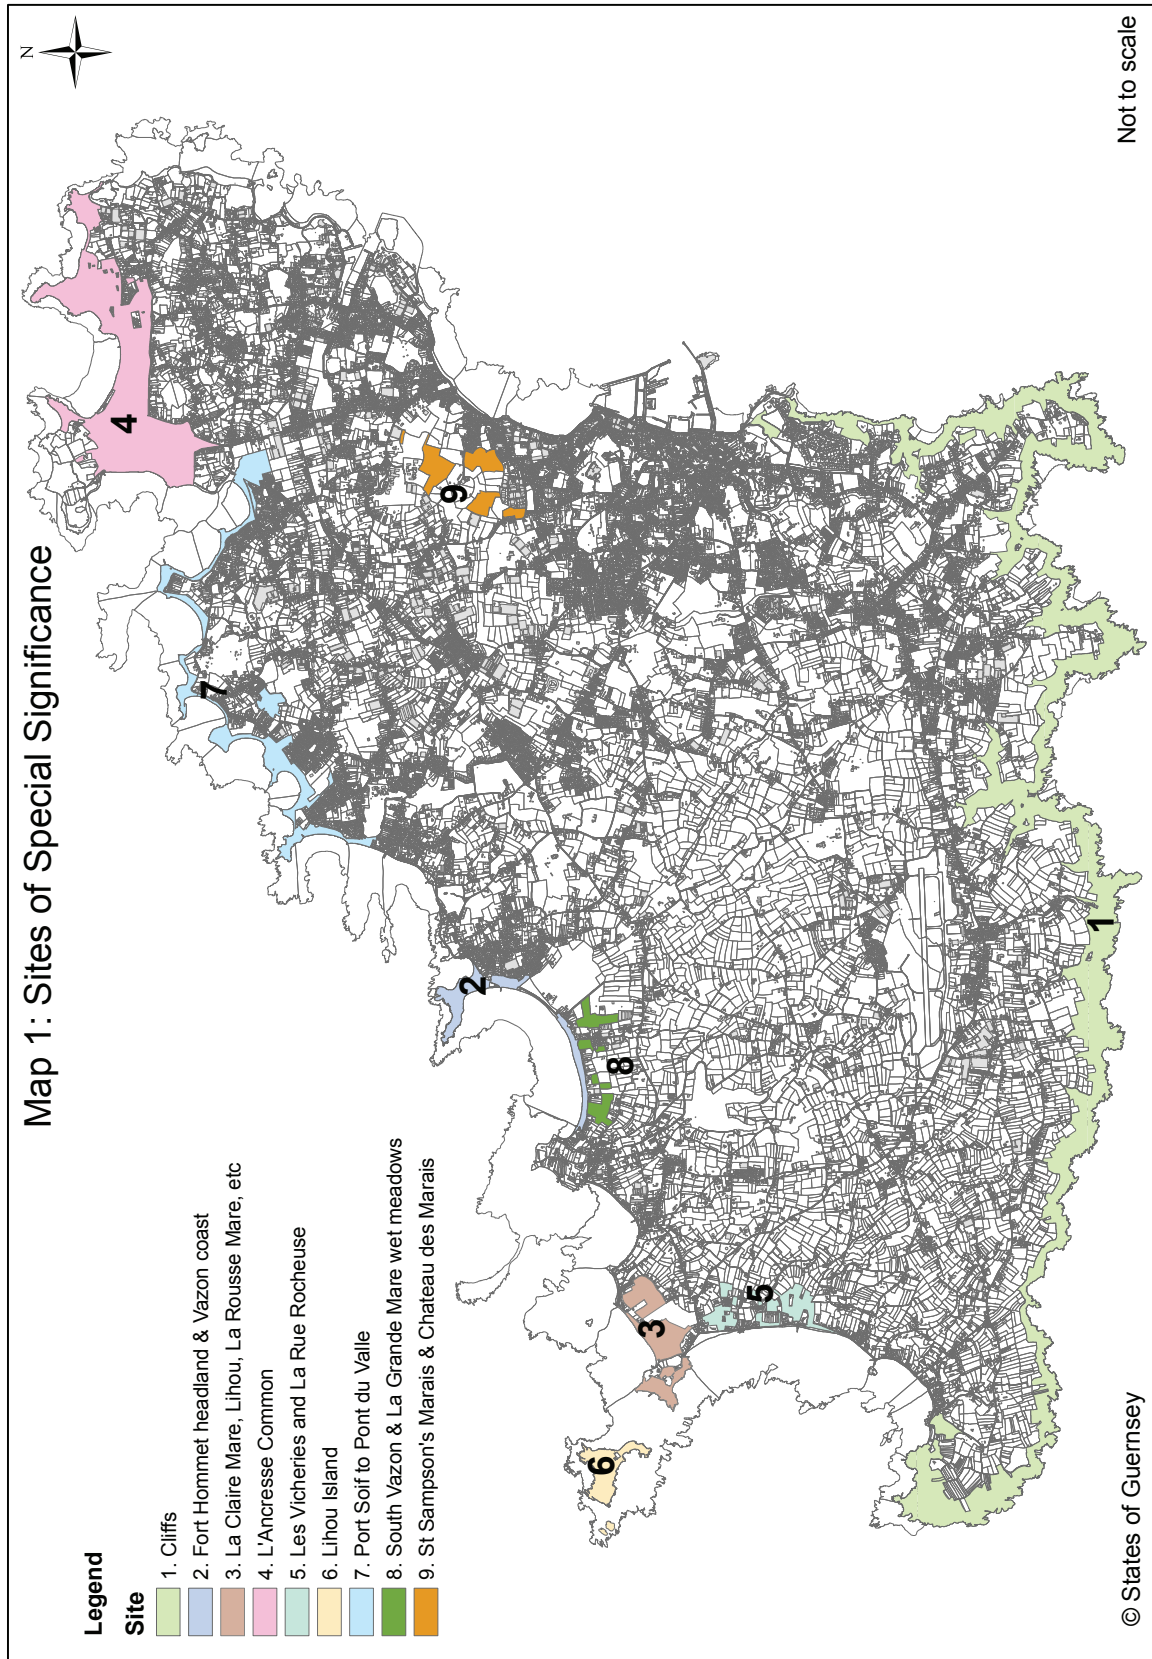 Map 1: Sites of Special Significance
N
Legend
Site
1. Cliffs
2. Fort Hommet headland & Vazon coast
3. La Claire Mare, Lihou, La Rousse Mare, etc
4. L'Ancresse Common
5. Les Vicheries and La Rue Rocheuse
6. Lihou Island
7. Port Soif to Pont du Valle
8. South Vazon & La Grande Mare wet meadows
9. St Sampson's Marais & Chateau des Marais
4
7
9
2
8
3
5
6
1
© States of Guernsey
Not to scale